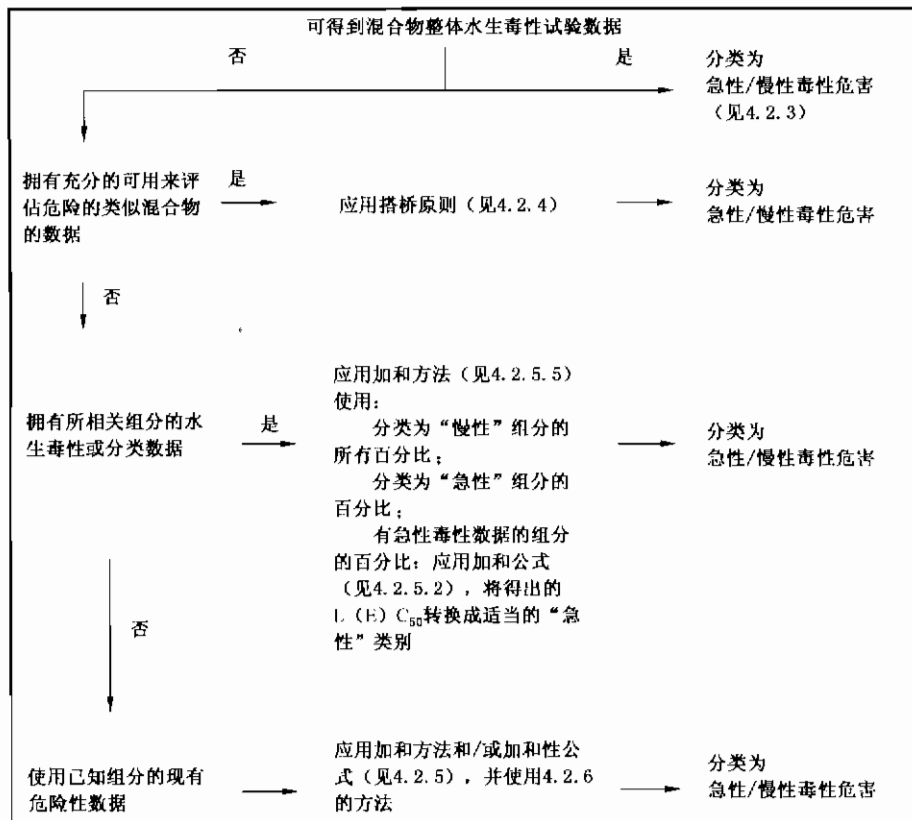 可得到混合物整体水生毒性试验数据
否
是
分类为
急性/慢性毒性危害
（见4.2.3）
拥有充分的可用来评
估危险的类似混合物
的数据
是
应用搭桥原则（见4.2.4）
分类为
急性/慢性毒性危害
否
拥有所相关组分的水
生毒性或分类数据
是
应用加和方法（见4.2.5.5）
使用：
分类为“慢性”组分的
所有百分比；
分类为“急性”组分的
百分比；
有急性毒性数据的组分
的百分比：应用加和公式
（见4.2.5.2），将得出的
L（E）C50转换成适当的“急
性”类别
分类为
急性/慢性毒性危害
否
使用已知组分的现有
危险性数据
应用加和方法和/或加和性公
式（见4.2.5），并使用4.2.6
的方法
分类为
急性/慢性毒性危害